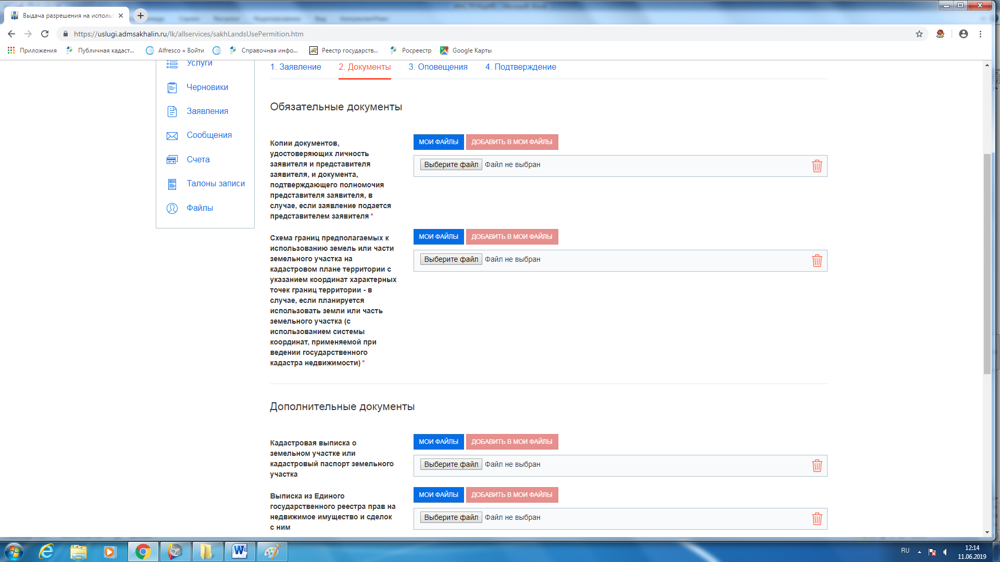 Выдача разрешения на исполь
https://uslugi.admsakhalin.ru/lk/allservices/sakhLandsUsePermition.htm
Приложения
Публичная кадаст...
Alfresco » Войти
Справочная инфо...
Реестр государств...
Росреестр
Google Карты
Услуги
Черновики
Заявления
Сообщения
Счета
Талоны записи
Файлы
1. Заявление
2. Документы
3. Оповещения
4. Подтверждение
Обязательные документы
Копии документов,
удостоверяющих личность
заявителя и представителя
заявителя, и документа,
подтверждающего полномочия
представителя заявителя, в
случае, если заявление подается
представителем заявителя *
МОИ ФАЙЛЫ
ДОБАВИТЬ В МОИ ФАЙЛЫ
Выберите файл Файл не выбран
Схема границ предполагаемых к
использованию земель или части
земельного участка на
кадастровом плане территории с
указанием координат характерных
точек границ территории - в
случае, если планируется
использовать земли или часть
земельного участка (с
использованием системы
координат, применяемой при
ведении государственного
кадастра недвижимости) *
МОИ ФАЙЛЫ
ДОБАВИТЬ В МОИ ФАЙЛЫ
Выберите файл Файл не выбран
Дополнительные документы
Кадастровая выписка о
земельном участке или
кадастровый паспорт земельного
участка
МОИ ФАЙЛЫ
ДОБАВИТЬ В МОИ ФАЙЛЫ
Выберите файл Файл не выбран
Выписка из Единого
государственного реестра прав на
недвижимое имущество и сделок
с ним
МОИ ФАЙЛЫ
ДОБАВИТЬ В МОИ ФАЙЛЫ
Выберите файл Файл не выбран
RU
12:14
11.06.2019